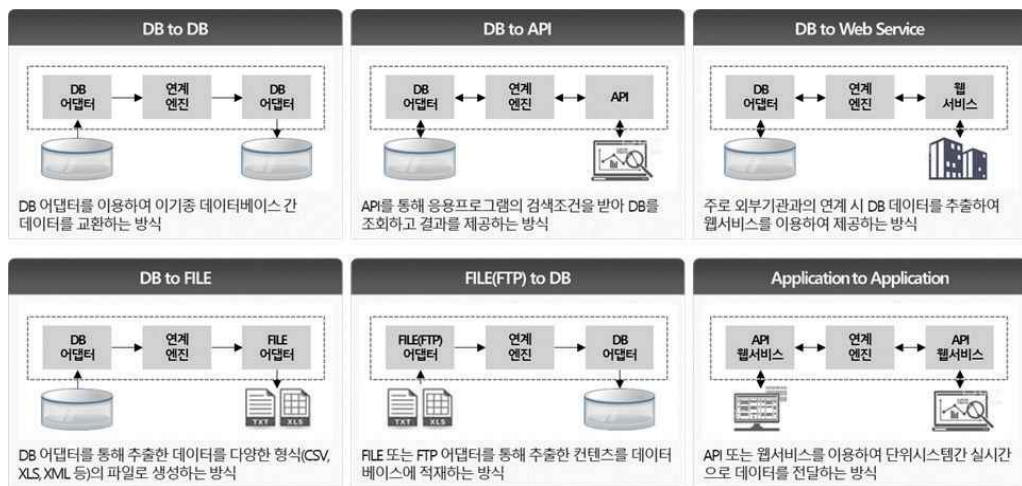 DB to DB
DB
어댑터
연계
엔진
DB
어댑터
DB 어댑터를 이용하여 이기종 데이터베이스 간
데이터를 교환하는 방식
DB to API
DB
어댑터
연계
엔진
API
API를 통해 응용프로그램의 검색조건을 받아 DB를
조회하고 결과를 제공하는 방식
DB to Web Service
DB
어댑터
연계
엔진
웹
서비스
주로 외부기관과의 연계 시 DB 데이터를 추출하여
웹서비스를 이용하여 제공하는 방식
DB to FILE
DB
어댑터
연계
엔진
FILE
어댑터
TXT
XLS
DB 어댑터를 통해 추출한 데이터를 다양한 형식(CSV,
XLS, XML 등)의 파일로 생성하는 방식
FILE(FTP) to DB
FILE(FTP)
어댑터
연계
엔진
DB
어댑터
TXT
XLS
FILE 또는 FTP 어댑터를 통해 추출한 컨텐츠를 데이터
베이스에 적재하는 방식
Application to Application
API
웹서비스
연계
엔진
API
웹서비스
API 또는 웹서비스를 이용하여 단위시스템간 실시간
으로 데이터를 전달하는 방식